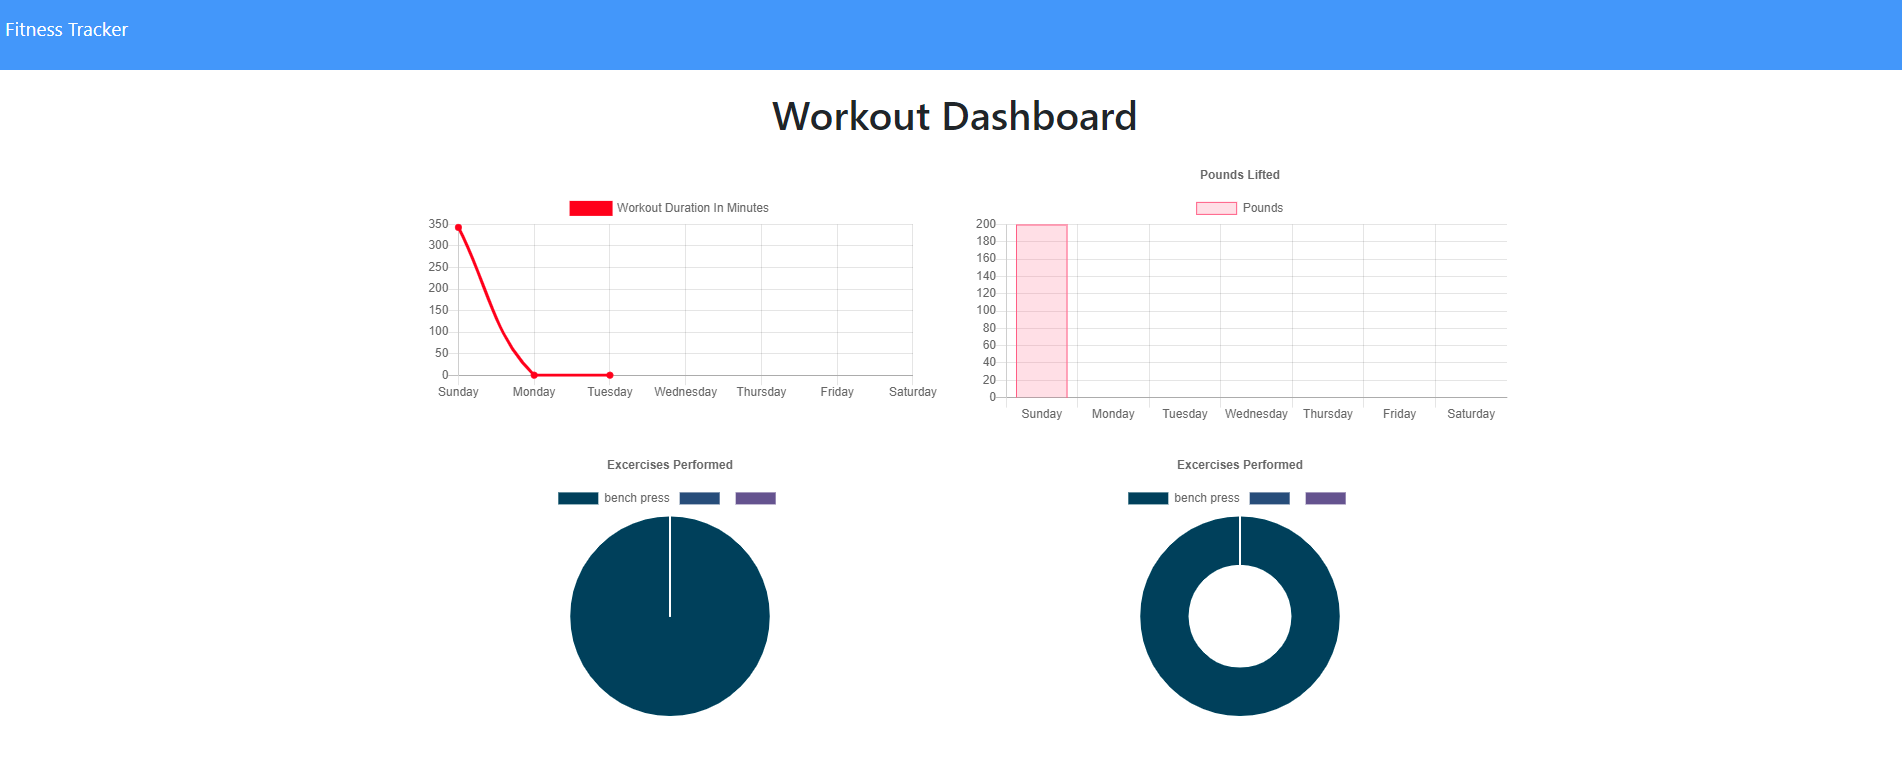 Fitness Tracker
Workout Dashboard
Workout Duration In Minutes
350
300
250
200
150
100
50
0
Sunday Monday Tuesday Wednesday Thursday Friday Saturday
Pounds Lifted
Pounds
200
180
160
140
120
100
80
60
40
20
0
Sunday Monday Tuesday Wednesday Thursday Friday Saturday
Excercises Performed
bench press
Excercises Performed
bench press